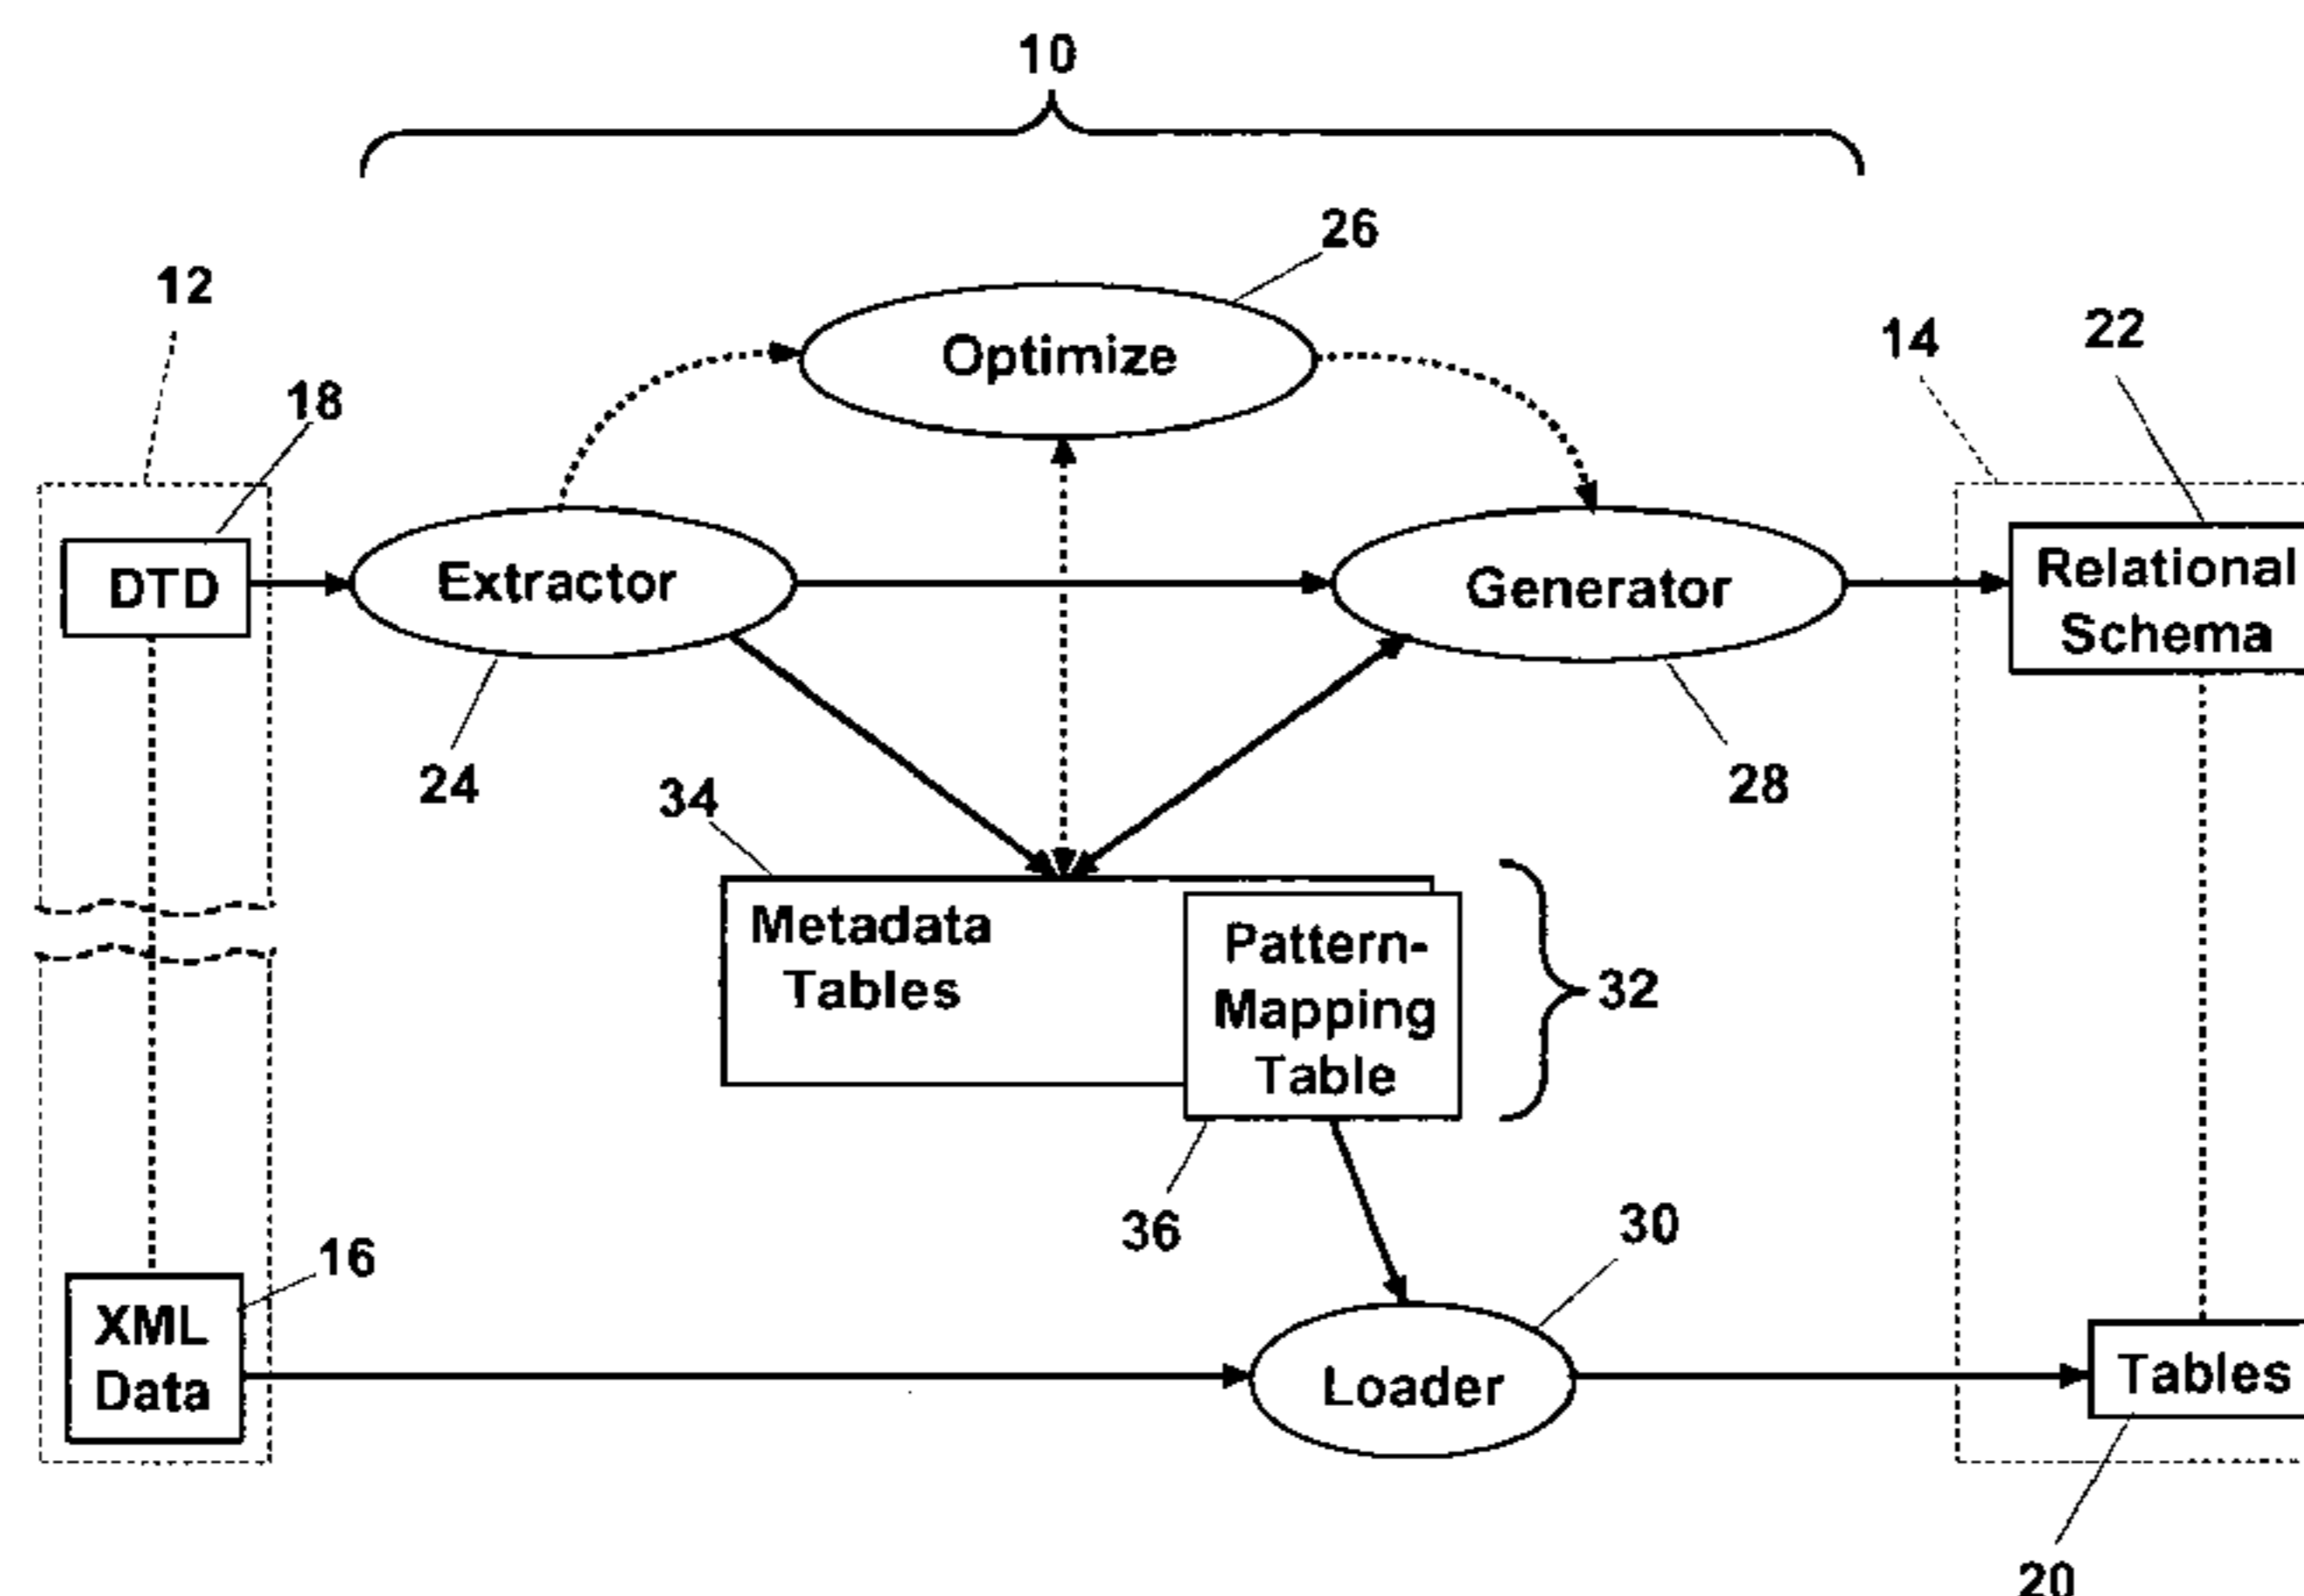 10
26
12
14
22
18
Optimize
DTD
Extractor
Generator
Relational
Schema
24
34
28
Metadata
Tables
Pattern-
Mapping
Table
32
36
30
16
XML
Data
Loader
Tables
20